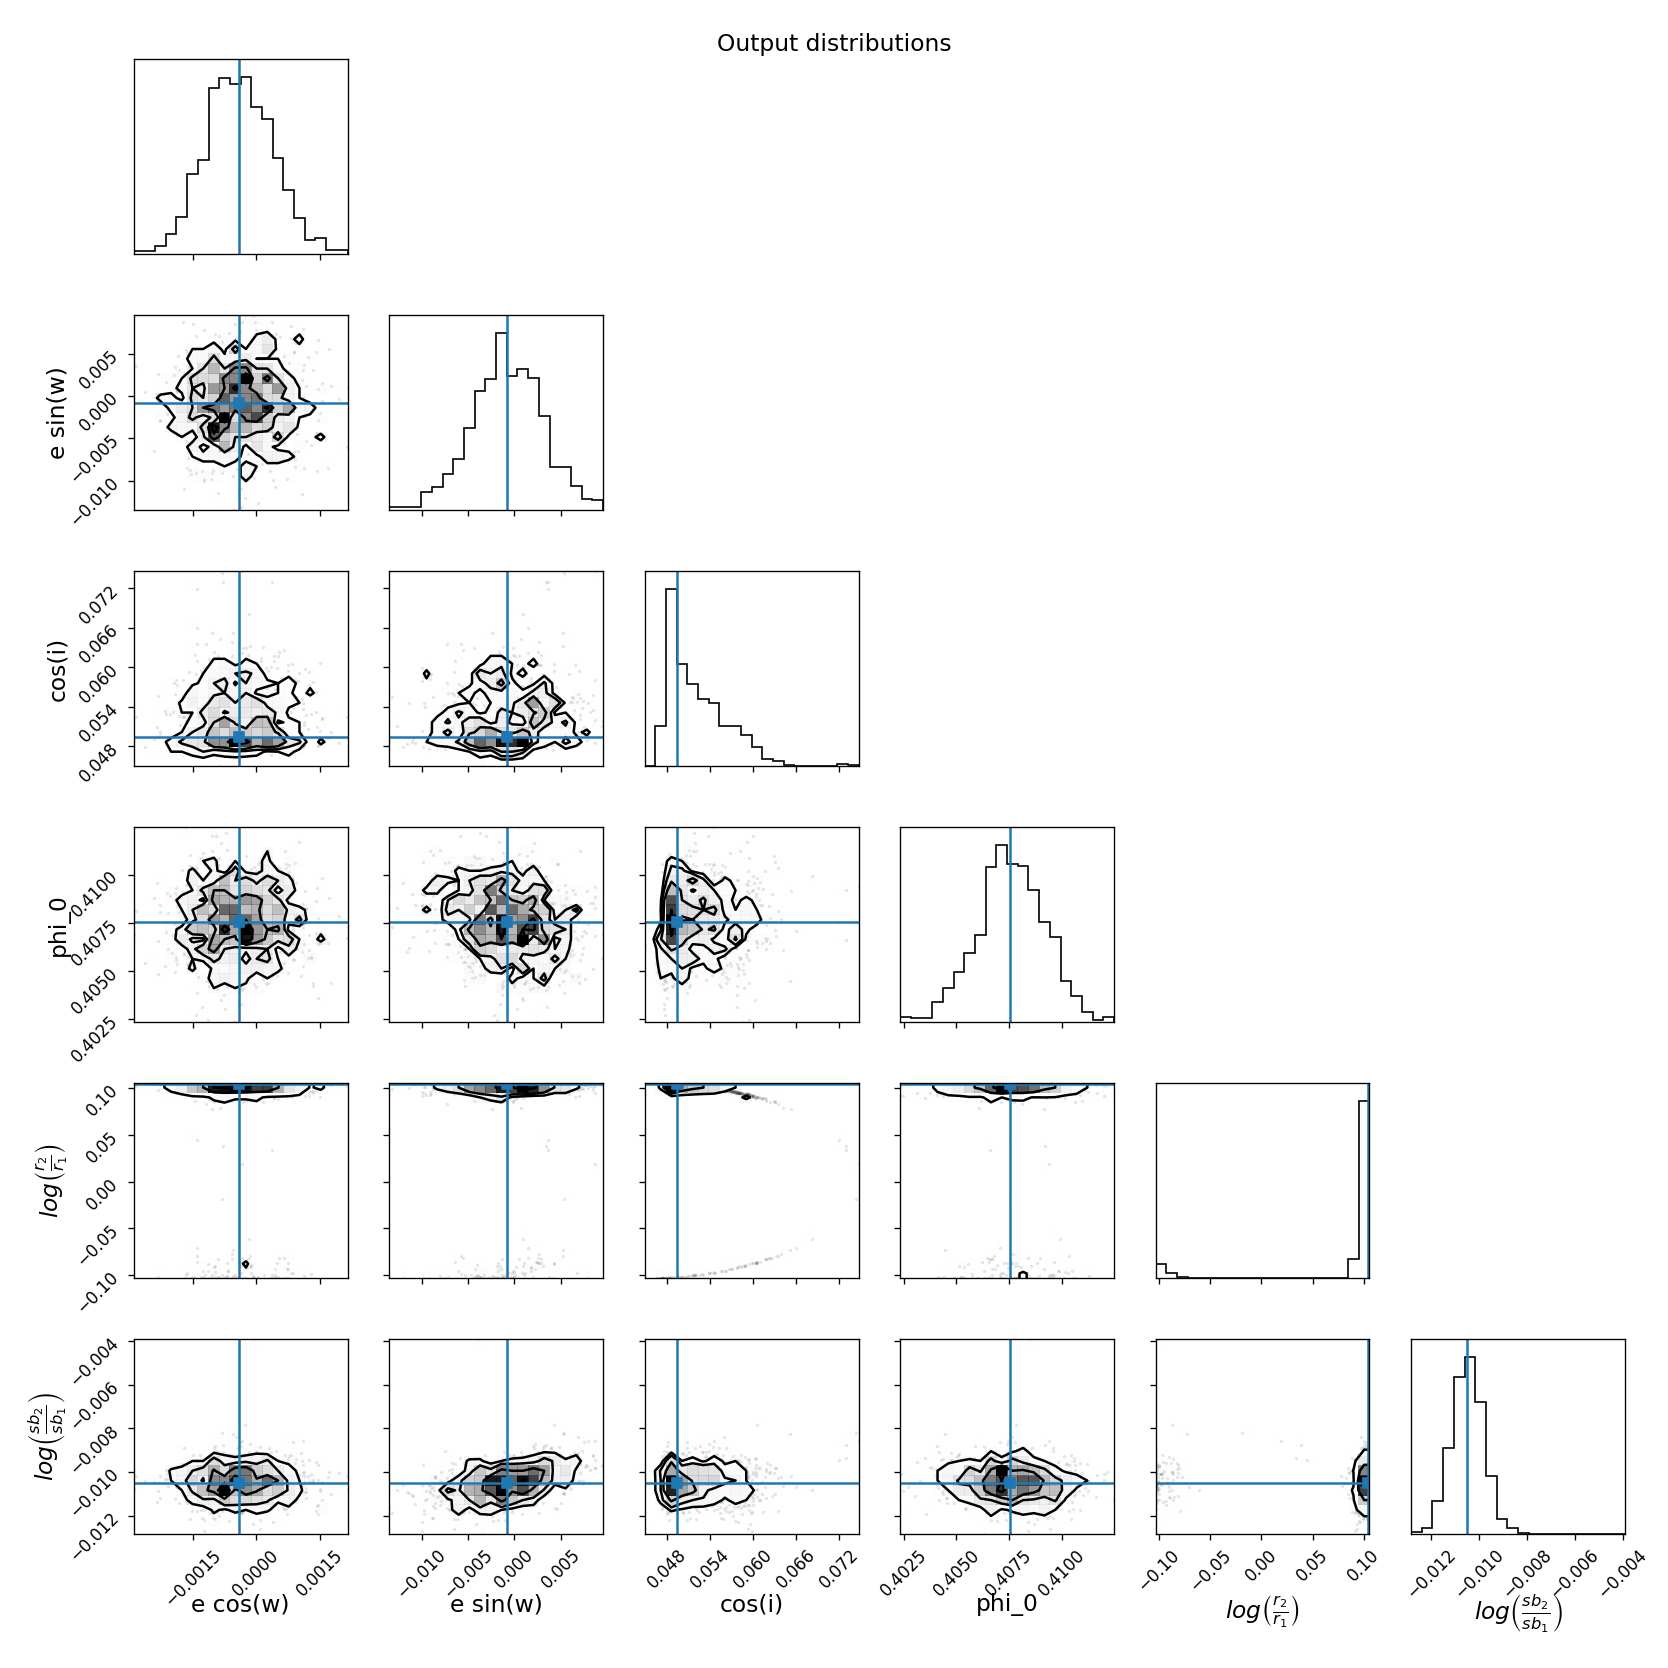 Output distributions
e sin(w)
0.005
0.000
−0.005
−0.010
cos(i)
0.072
0.066
0.060
0.054
0.048
phi_0
0.4100
0.4075
0.4050
0.4025
log(r₂/r₁)
0.10
0.05
0.00
−0.05
−0.10
log(sb₂/sb₁)
−0.004
−0.006
−0.008
−0.010
−0.012
−0.0015 0.0000 0.0015
−0.010 −0.005 0.000 0.005
0.048 0.054 0.060 0.066 0.072
0.4025 0.4050 0.4075 0.4100
−0.10 −0.05 0.00 0.05 0.10
−0.012 −0.010 −0.008 −0.006 −0.004
e cos(w) e sin(w) cos(i) phi_0 log(r₂/r₁) log(sb₂/sb₁)